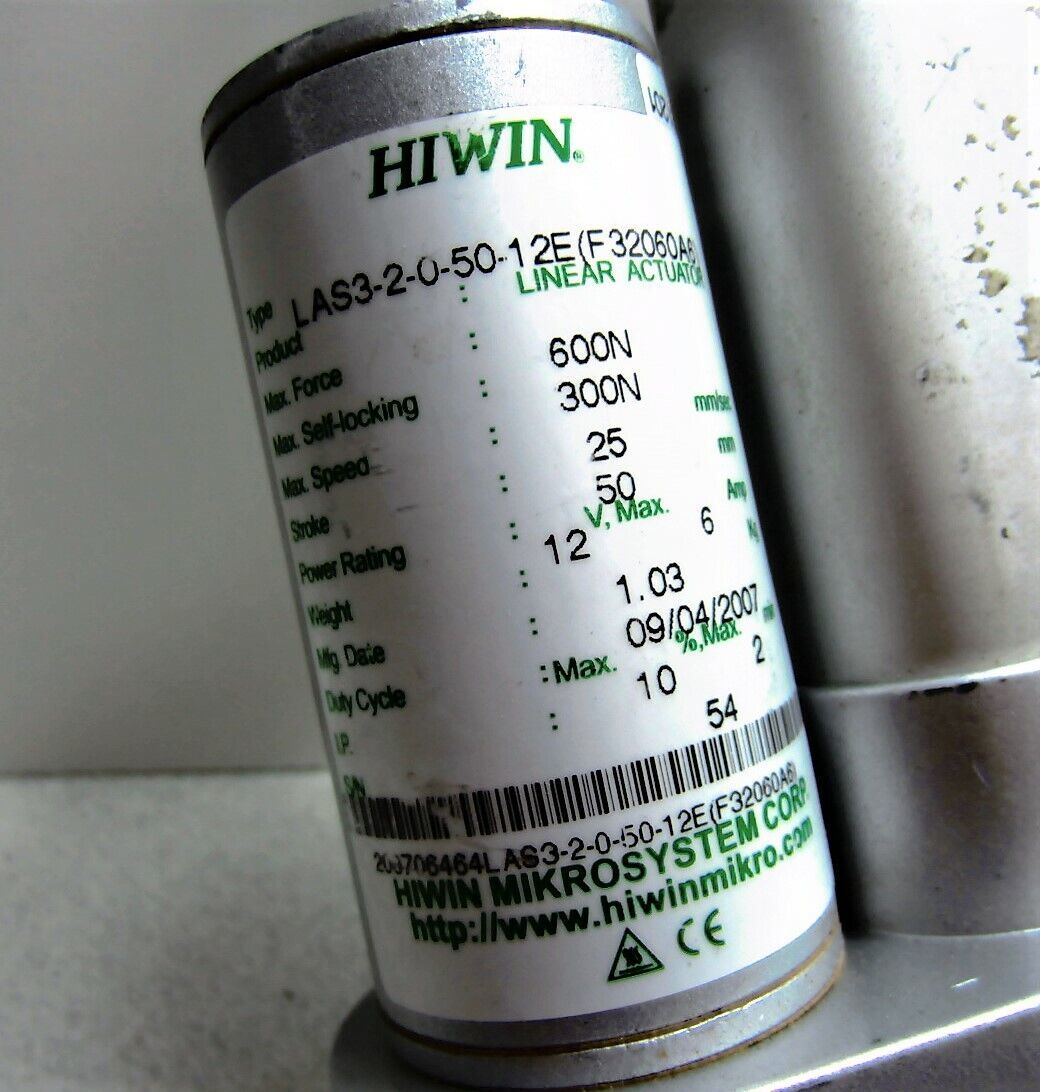 HIWIN®
Type LAS3-2-0-50-12E(F32060A6)
Product : LINEAR ACTUATOR
Max. Force : 600N
Max. Self-locking : 300N
Max. Speed : 25 mm/sec
Stroke : 50 mm
Power Rating : 12 V, Max. 6 Amp
Weight : 1.03 Kg
Mfg. Date : 09/04/2007
Duty Cycle : Max. 10 %, Max. 2 min
I.P. : 54
S/N
LAS3-2-0-50-12E(F32060A6)
HIWIN MIKROSYSTEM CORP.
http://www.hiwinmikro.com
CE